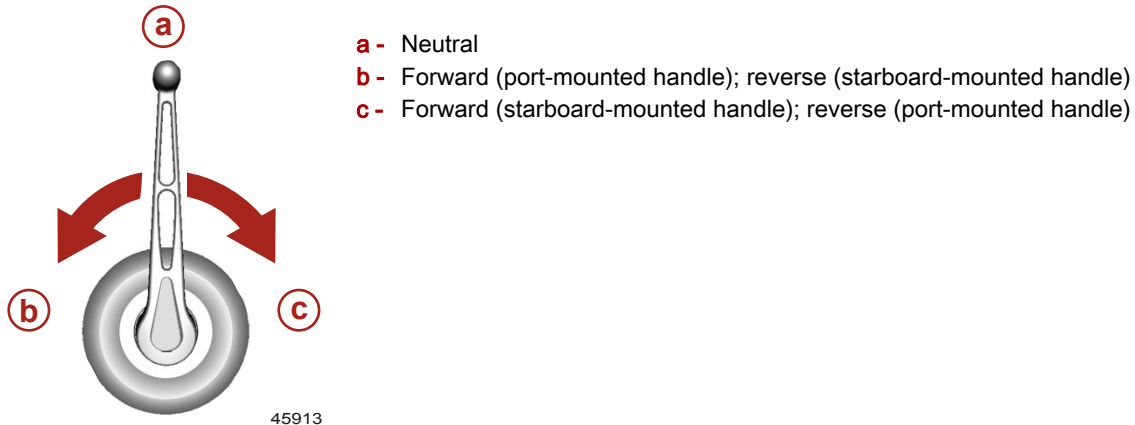 a
a - Neutral
b - Forward (port-mounted handle); reverse (starboard-mounted handle)
c - Forward (starboard-mounted handle); reverse (port-mounted handle)
b
c
45913